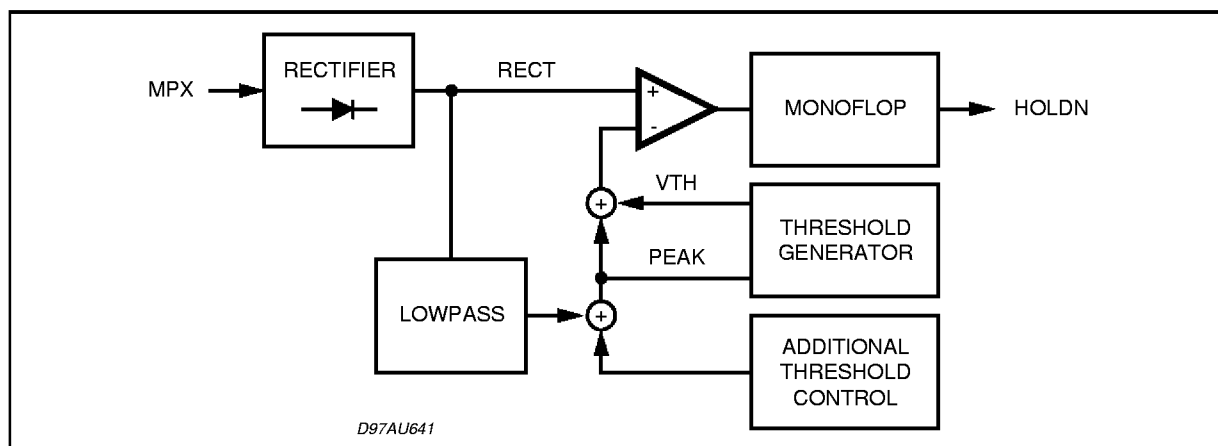 MPX
RECTIFIER
RECT
+
-
MONOFLOP
HOLDN
VTH
+
THRESHOLD
GENERATOR
PEAK
LOWPASS
+
ADDITIONAL
THRESHOLD
CONTROL
D97AU641